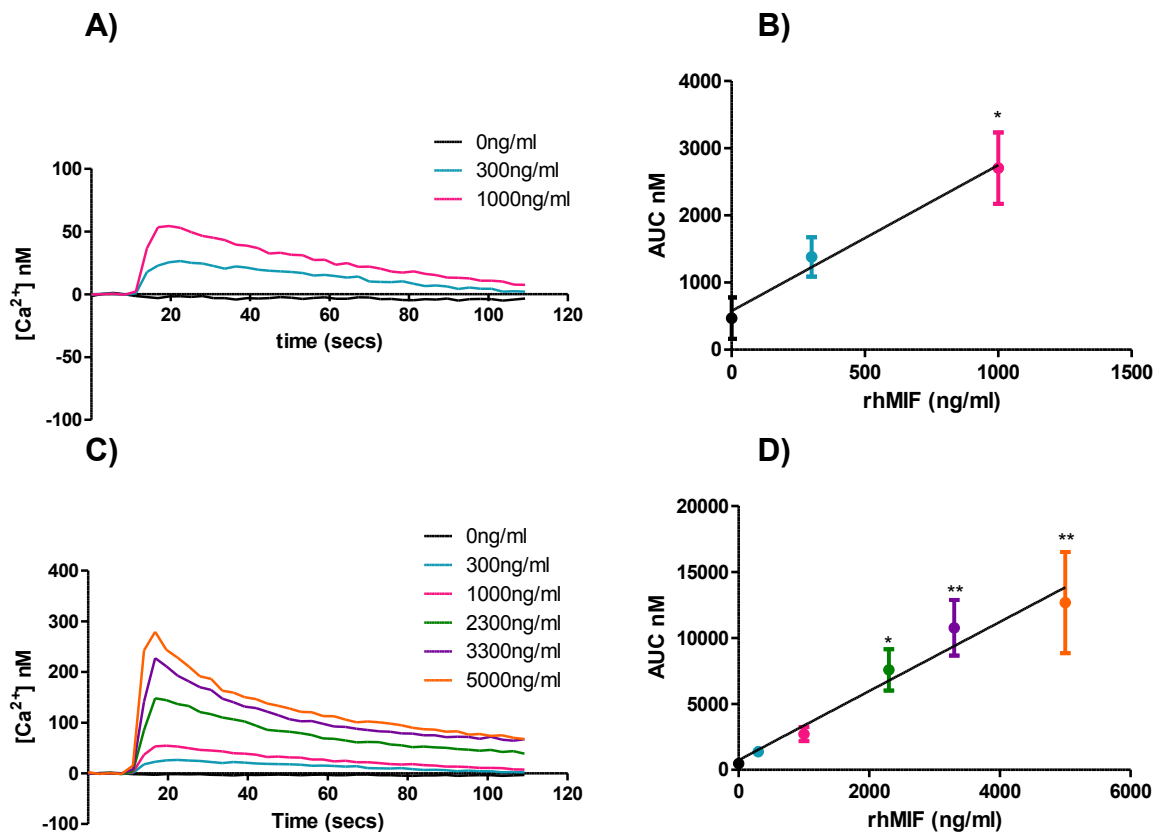 A)
0ng/ml
300ng/ml
1000ng/ml
100
50
0
-50
-100
20 40 60 80 100 120
time (secs)
[Ca²⁺] nM
B)
4000
3000
2000
1000
0
*
0 500 1000 1500
rhMIF (ng/ml)
AUC nM
C)
0ng/ml
300ng/ml
1000ng/ml
2300ng/ml
3300ng/ml
5000ng/ml
400
300
200
100
0
-100
20 40 60 80 100 120
Time (secs)
[Ca²⁺] nM
D)
20000
15000
10000
5000
0
*
**
**
0 2000 4000 6000
rhMIF (ng/ml)
AUC nM